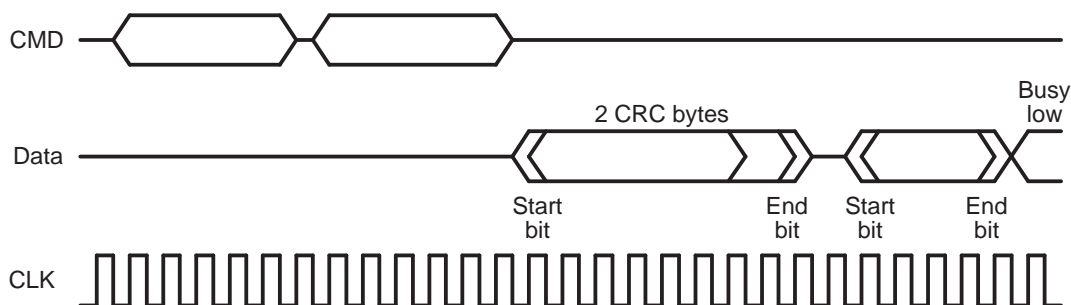 CMD
Busy
low
2 CRC bytes
Data
Start
bit
End
bit
Start
bit
End
bit
CLK